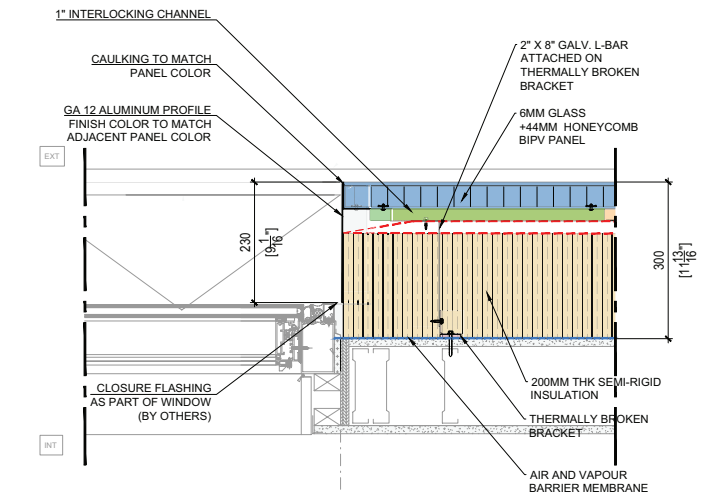 1" INTERLOCKING CHANNEL
CAULKING TO MATCH
PANEL COLOR
GA 12 ALUMINUM PROFILE
FINISH COLOR TO MATCH
ADJACENT PANEL COLOR
2" X 8" GALV. L-BAR
ATTACHED ON
THERMALLY BROKEN
BRACKET
6MM GLASS
+44MM HONEYCOMB
BIPV PANEL
EXT
230
[9 1/16"]
300
[11 13/16"]
CLOSURE FLASHING
AS PART OF WINDOW
(BY OTHERS)
200MM THK SEMI-RIGID
INSULATION
THERMALLY BROKEN
BRACKET
INT
AIR AND VAPOUR
BARRIER MEMBRANE